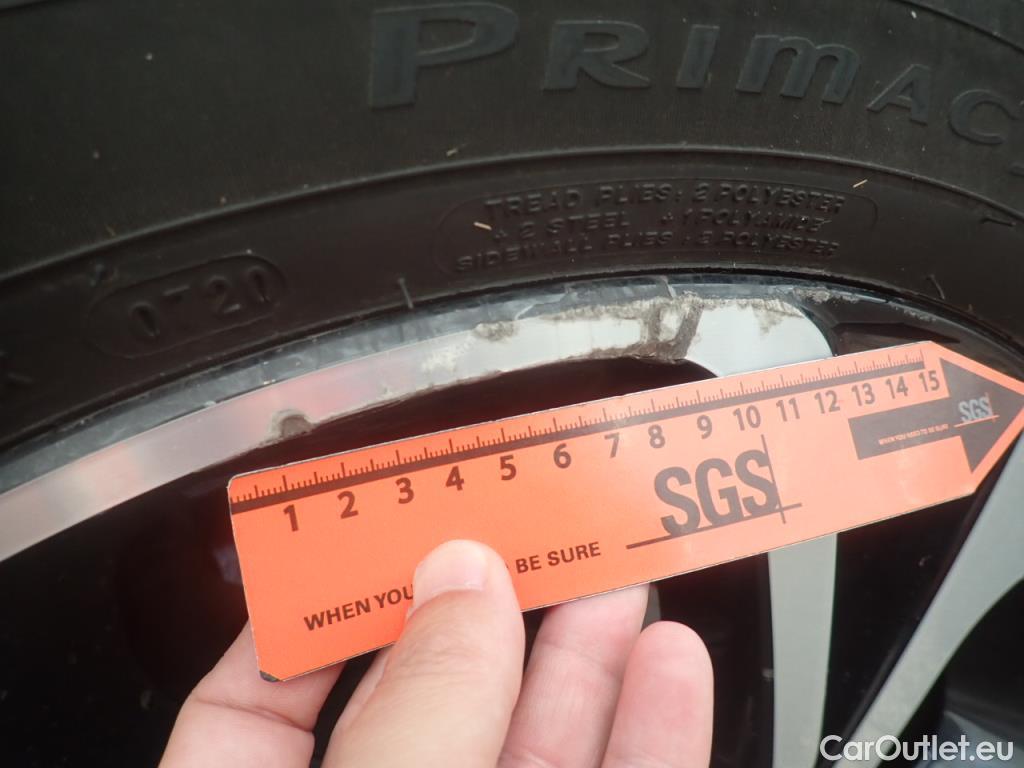 PRIMAC
TREAD PLIES: 2 POLYESTER
+ 2 STEEL + 1 POLYAMIDE
SIDEWALL PLIES: 2 POLYESTER
0720
1 2 3 4 5 6 7 8 9 10 11 12 13 14 15
SGS
SGS
WHEN YOU BE SURE
CarOutlet.eu